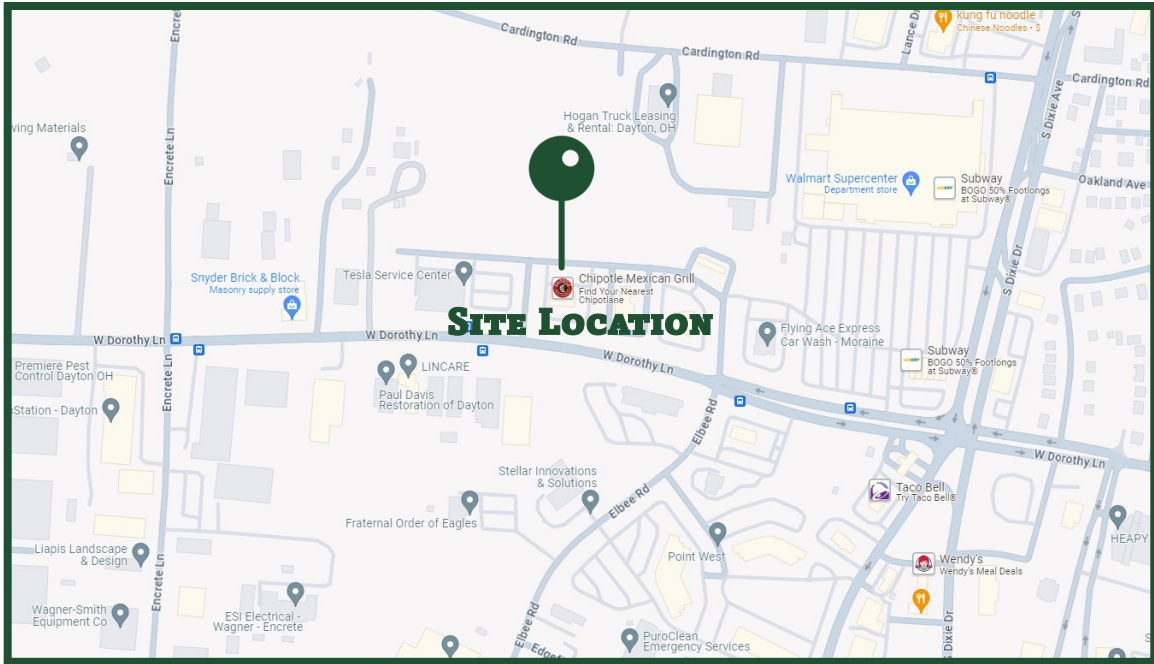 Encre
Cardington Rd
Cardington Rd
Lance Dr
kung fu noodle
Chinese Noodles • $
Cardington Rd
S Dixie Ave
ving Materials
Encrete Ln
Hogan Truck Leasing
& Rental: Dayton, OH
Walmart Supercenter
Department store
Subway
BOGO 50% Footlongs
at Subway®
Oakland Ave
S Dixie Dr
Snyder Brick & Block
Masonry supply store
Tesla Service Center
Chipotle Mexican Grill
Find Your Nearest
Chipotlane
Site Location
W Dorothy Ln
W Dorothy Ln
W Dorothy Ln
Flying Ace Express
Car Wash - Moraine
Subway
BOGO 50% Footlongs
at Subway®
Premiere Pest
Control Dayton OH
Encrete Ln
LINCARE
Paul Davis
Restoration of Dayton
Station - Dayton
Elbee Rd
W Dorothy Ln
Stellar Innovations
& Solutions
Taco Bell
Try Taco Bell®
Elbee Rd
Fraternal Order of Eagles
HEAPY
Point West
Liapis Landscape
& Design
Encrete Ln
Wendy's
Wendy's Meal Deals
Wagner-Smith
Equipment Co
ESI Electrical -
Wagner - Encrete
Elbee Rd
PuroClean
Emergency Services
S Dixie Dr